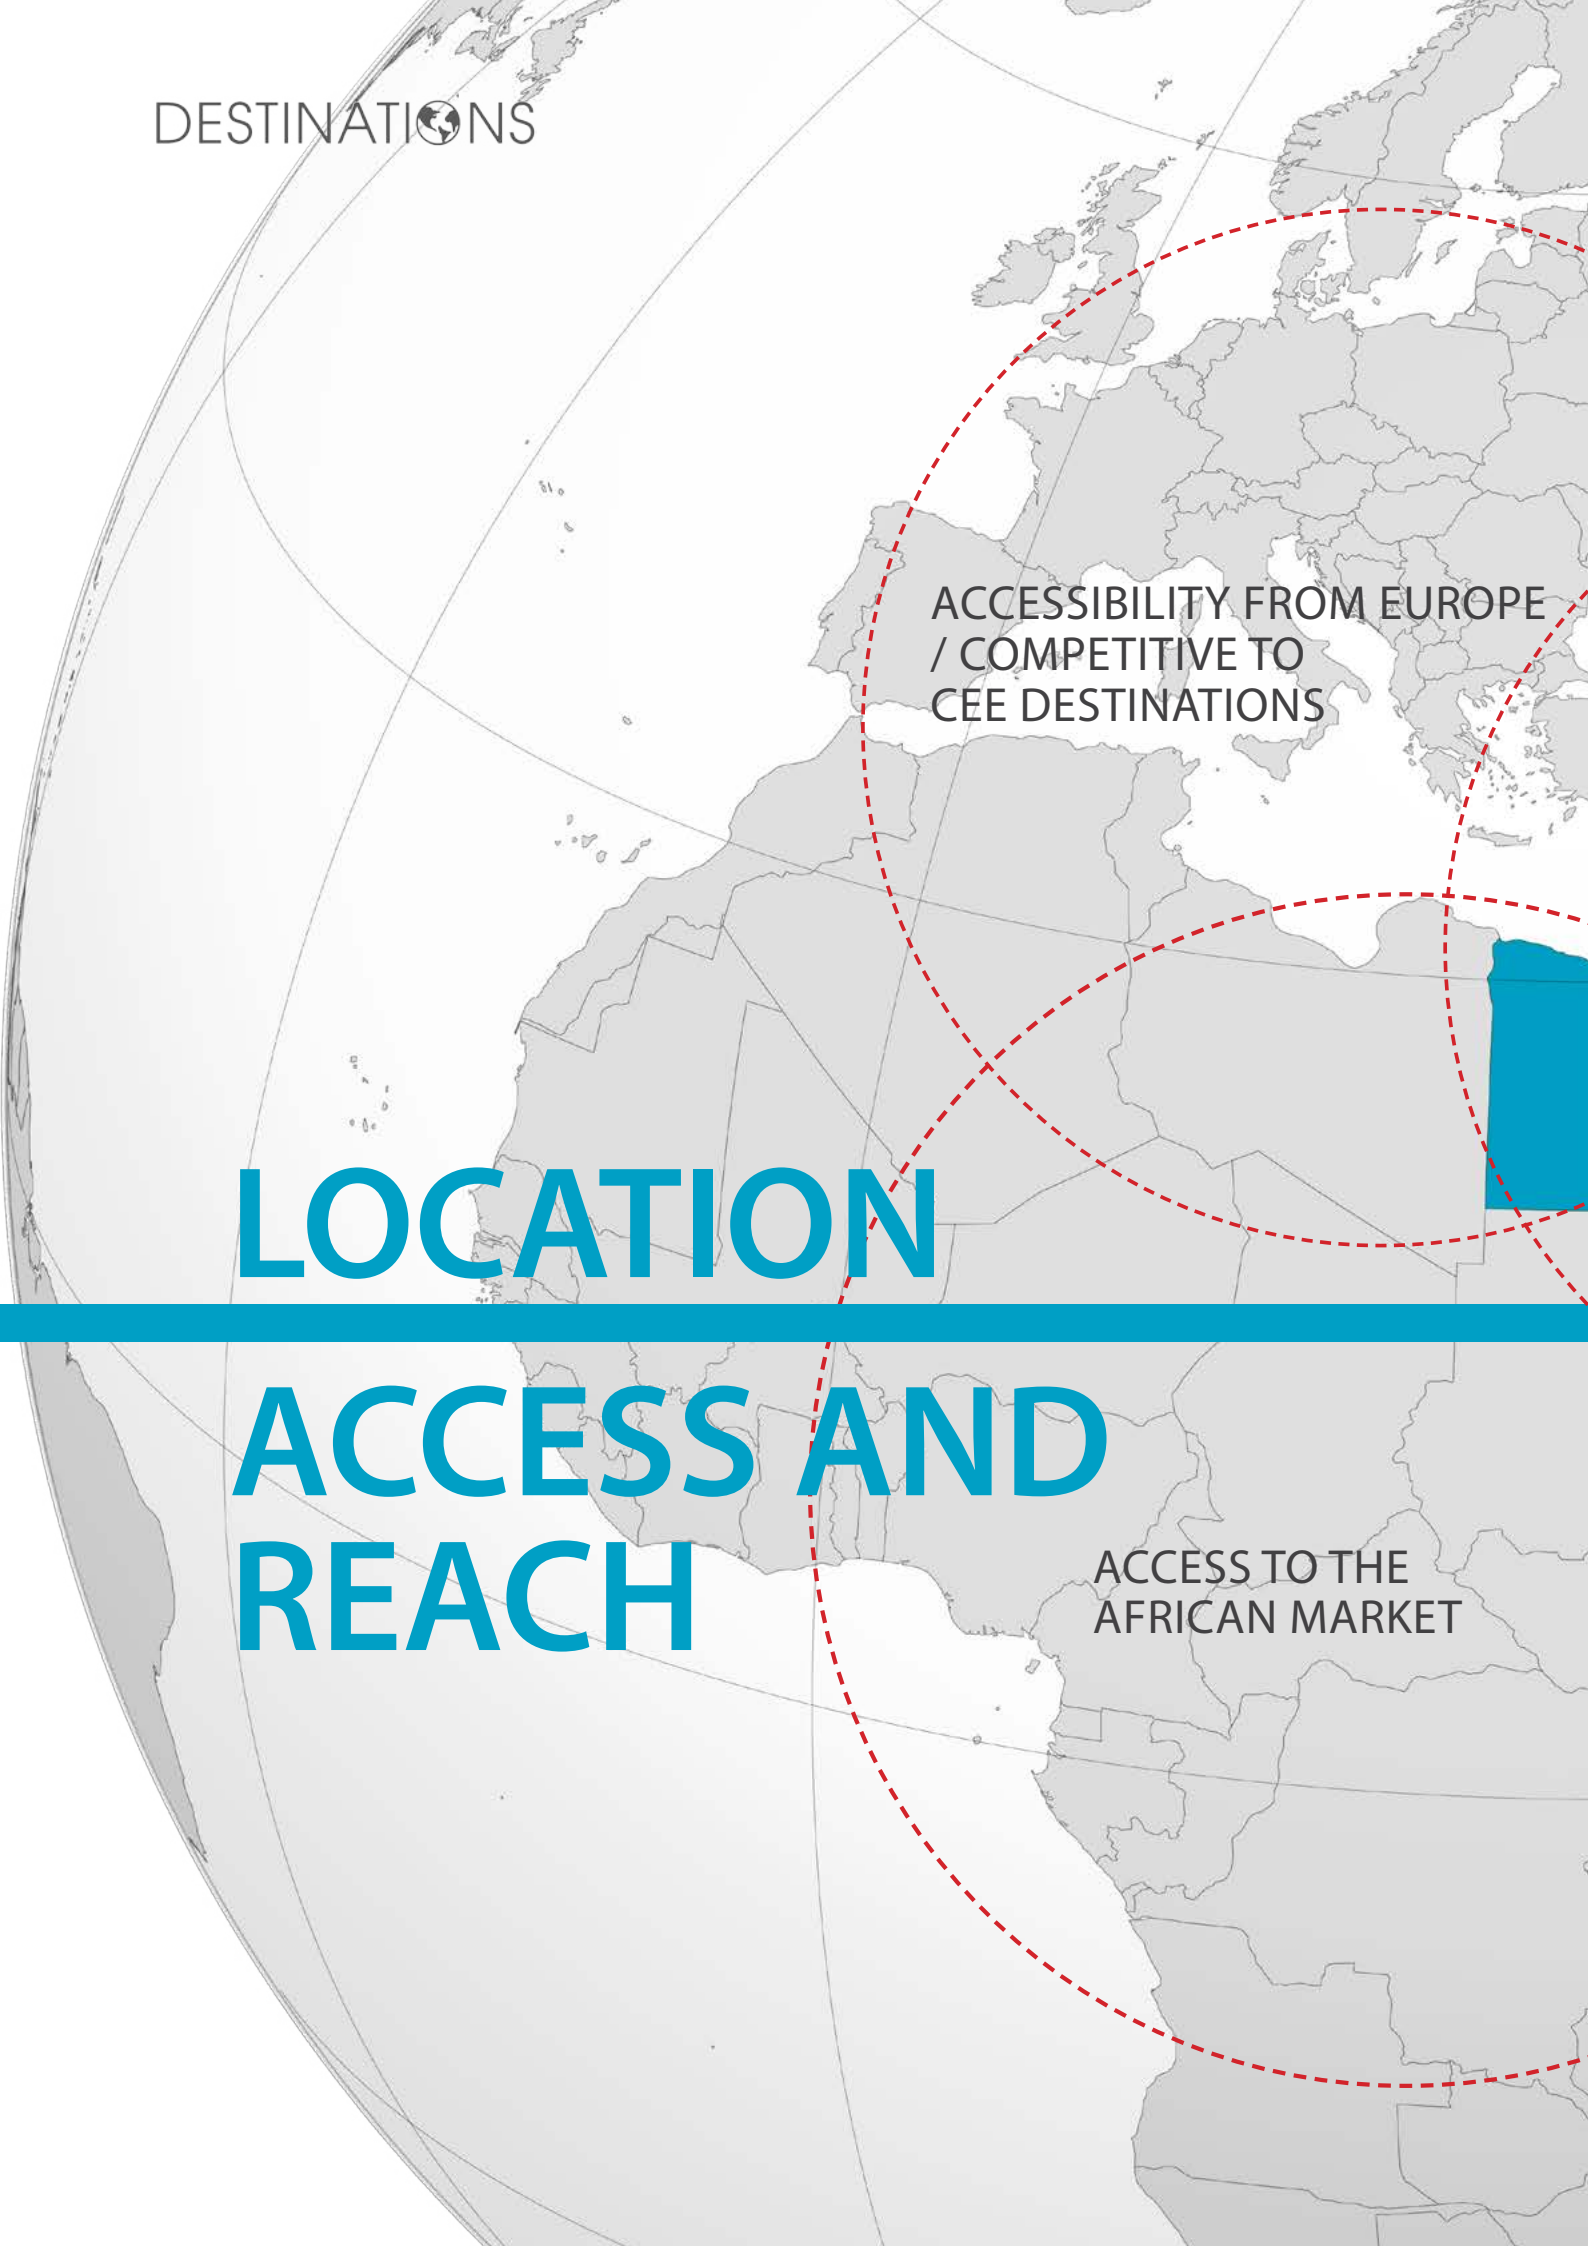 DESTINATIONS
ACCESSIBILITY FROM EUROPE
/ COMPETITIVE TO
CEE DESTINATIONS
LOCATION
ACCESS AND
REACH
ACCESS TO THE
AFRICAN MARKET